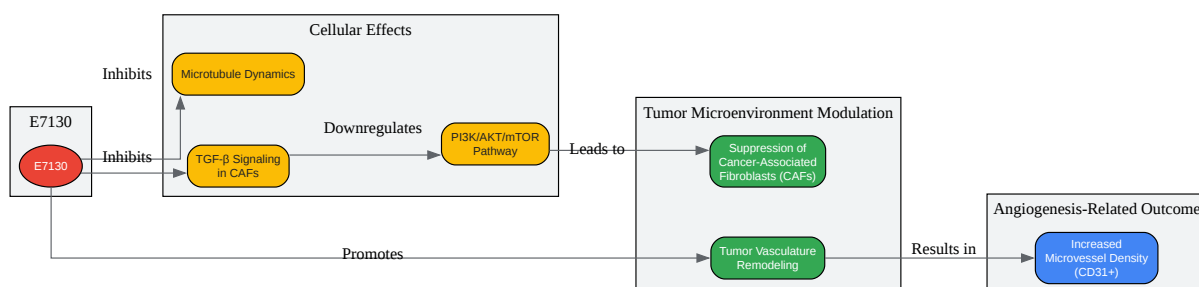 Cellular Effects
Inhibits
Microtubule Dynamics
E7130
E7130
Inhibits
TGF-β Signaling
in CAFs
Downregulates
PI3K/AKT/mTOR
Pathway
Leads to
Tumor Microenvironment Modulation
Suppression of
Cancer-Associated
Fibroblasts (CAFs)
Promotes
Tumor Vasculature
Remodeling
Results in
Angiogenesis-Related Outcome
Increased
Microvessel Density
(CD31+)